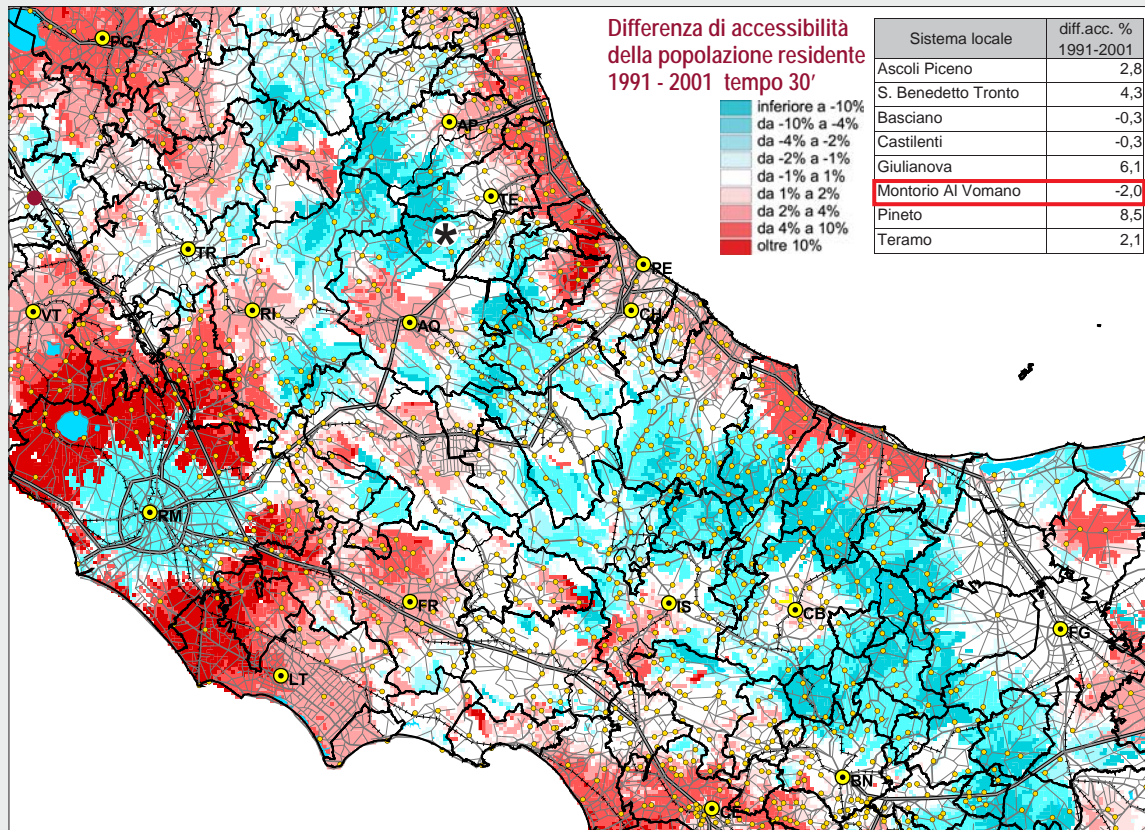 Differenza di accessibilità
della popolazione residente
1991 - 2001 tempo 30'
inferiore a -10%
da -10% a -4%
da -4% a -2%
da -2% a -1%
da -1% a 1%
da 1% a 2%
da 2% a 4%
da 4% a 10%
oltre 10%
Sistema locale diff.acc. %
1991-2001
Ascoli Piceno 2,8
S. Benedetto Tronto 4,3
Basciano -0,3
Castilenti -0,3
Giulianova 6,1
Montorio Al Vomano -2,0
Pineto 8,5
Teramo 2,1
PG
AP
TE
*
TR
PE
VT
RI
AQ
CH
RM
FR
IS
CB
FG
LT
BN
CE